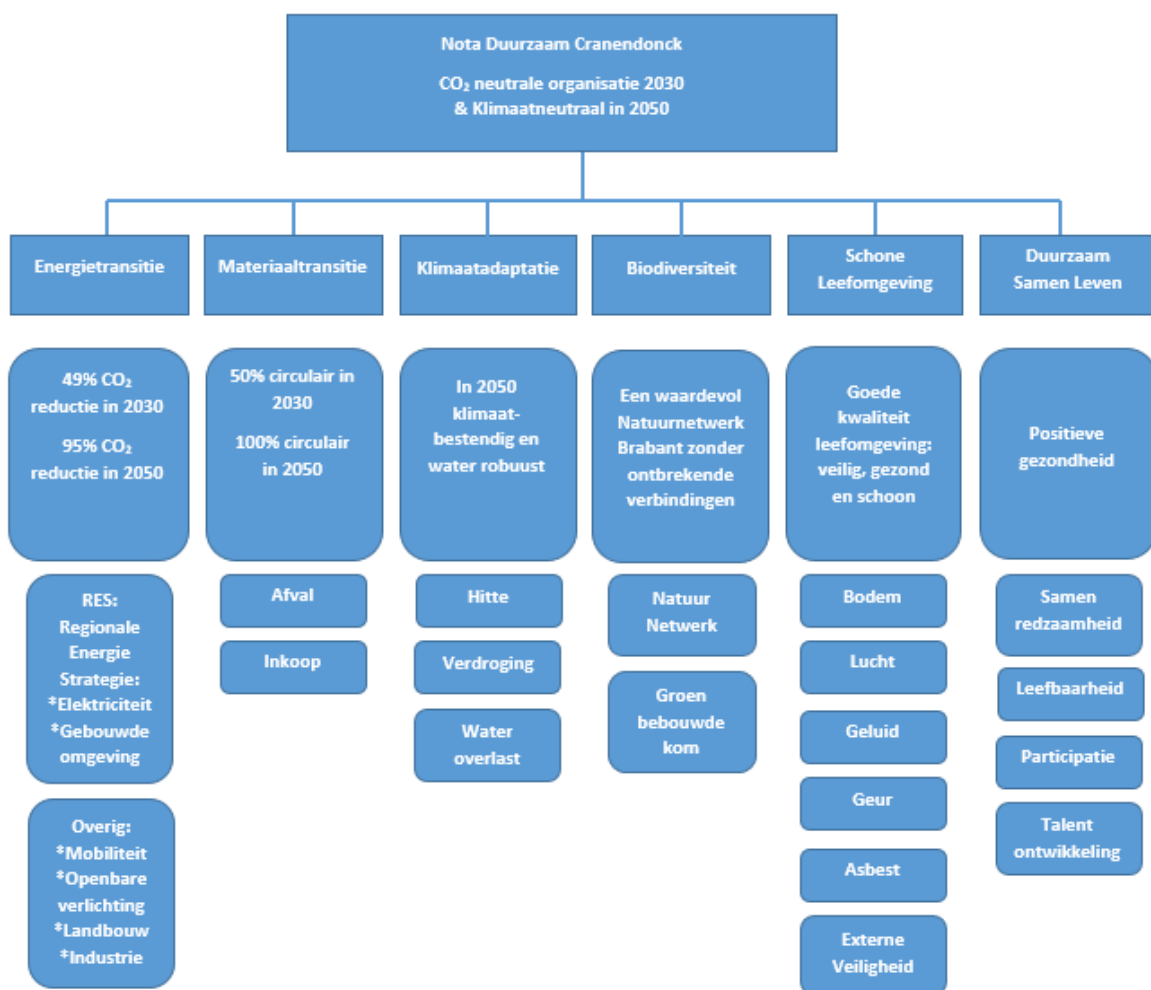 Nota Duurzaam Cranendonck
CO₂ neutrale organisatie 2030
& Klimaatneutraal in 2050
Energietransitie
Materiaaltransitie
Klimaatadaptatie
Biodiversiteit
Schone
Leefomgeving
Duurzaam
Samen Leven
49% CO₂
reductie in 2030
95% CO₂
reductie in 2050
50% circulair in
2030
100% circulair
in 2050
In 2050
klimaat-
bestendig en
water robuust
Een waardevol
Natuurnetwerk
Brabant zonder
ontbrekende
verbindingen
Goede
kwaliteit
leefomgeving:
veilig, gezond
en schoon
Positieve
gezondheid
RES:
Regionale
Energie
Strategie:
*Elektriciteit
*Gebouwde
omgeving
Overig:
*Mobiliteit
*Openbare
verlichting
*Landbouw
*Industrie
Afval
Inkoop
Hitte
Verdroging
Water
overlast
Natuur
Netwerk
Groen
bebouwde
kom
Bodem
Lucht
Geluid
Geur
Asbest
Externe
Veiligheid
Samen
redzaamheid
Leefbaarheid
Participatie
Talent
ontwikkeling